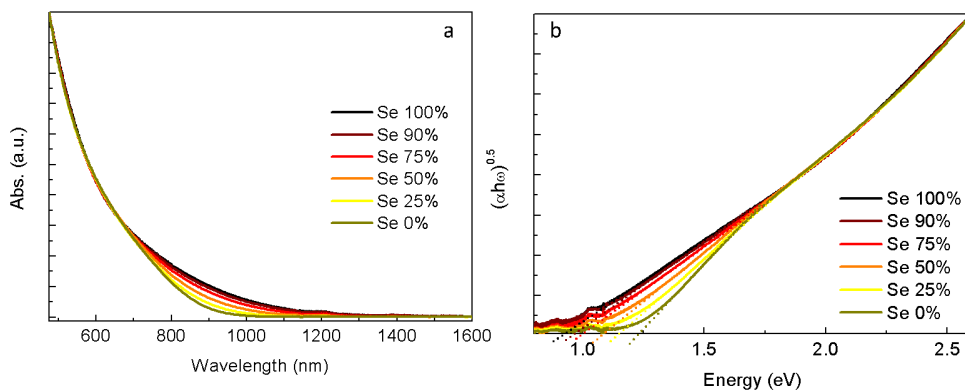 a
Abs. (a.u.)
Se 100%
Se 90%
Se 75%
Se 50%
Se 25%
Se 0%
600 800 1000 1200 1400 1600
Wavelength (nm)
b
(αhω)^0.5
Se 100%
Se 90%
Se 75%
Se 50%
Se 25%
Se 0%
1.0 1.5 2.0 2.5
Energy (eV)